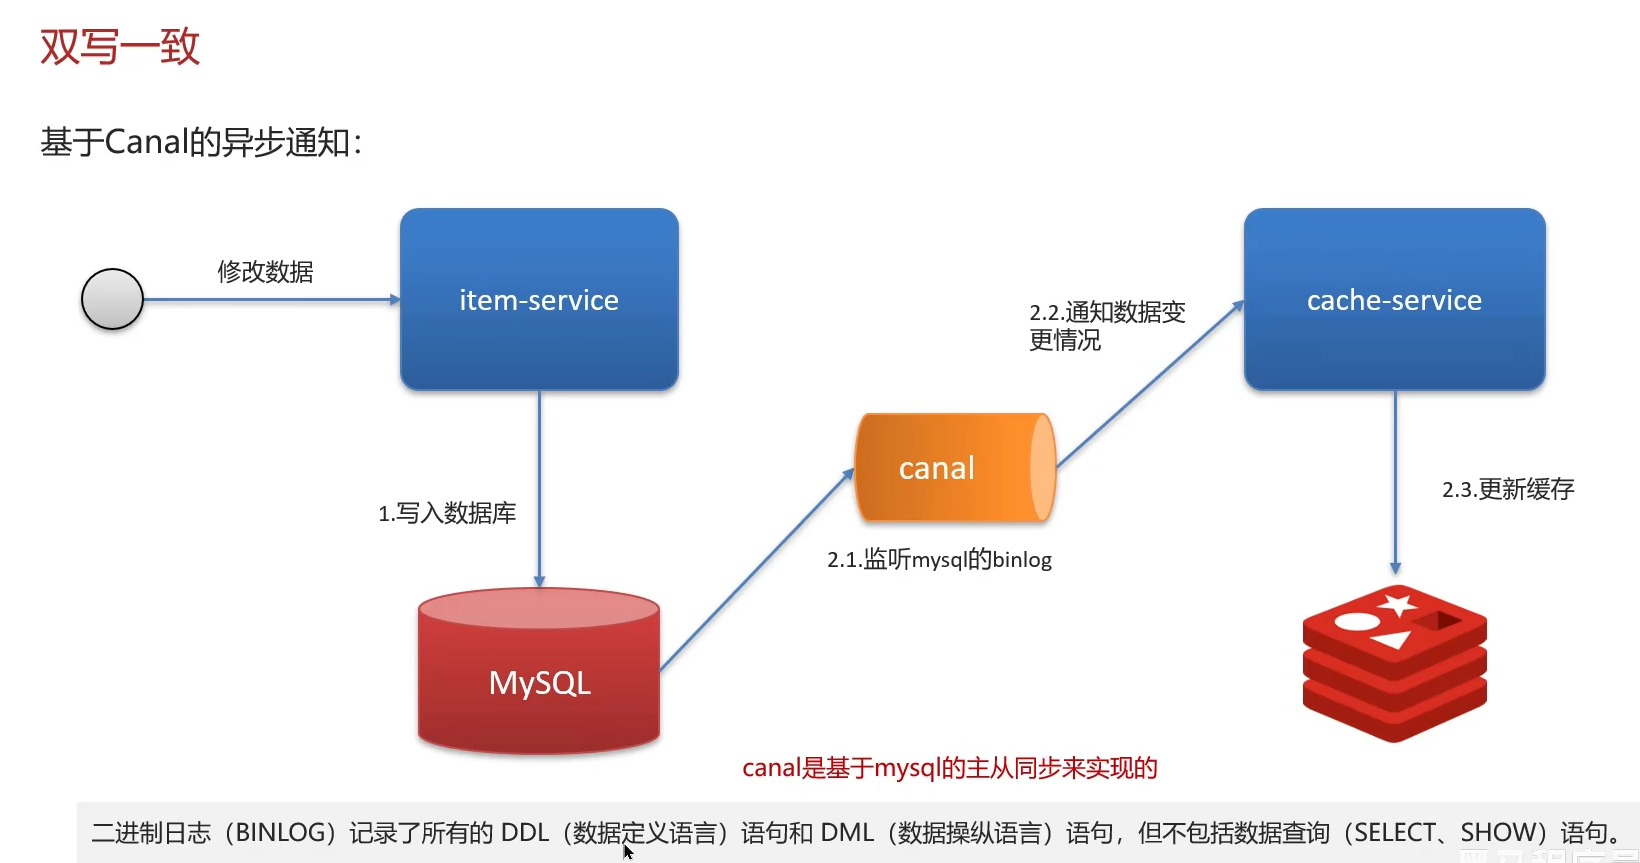 双写一致
基于Canal的异步通知：
修改数据
item-service
cache-service
2.2.通知数据变
更情况
canal
1.写入数据库
2.3.更新缓存
2.1.监听mysql的binlog
MySQL
canal是基于mysql的主从同步来实现的
二进制日志（BINLOG）记录了所有的 DDL（数据定义语言）语句和 DML（数据操纵语言）语句，但不包括数据查询（SELECT、SHOW）语句。